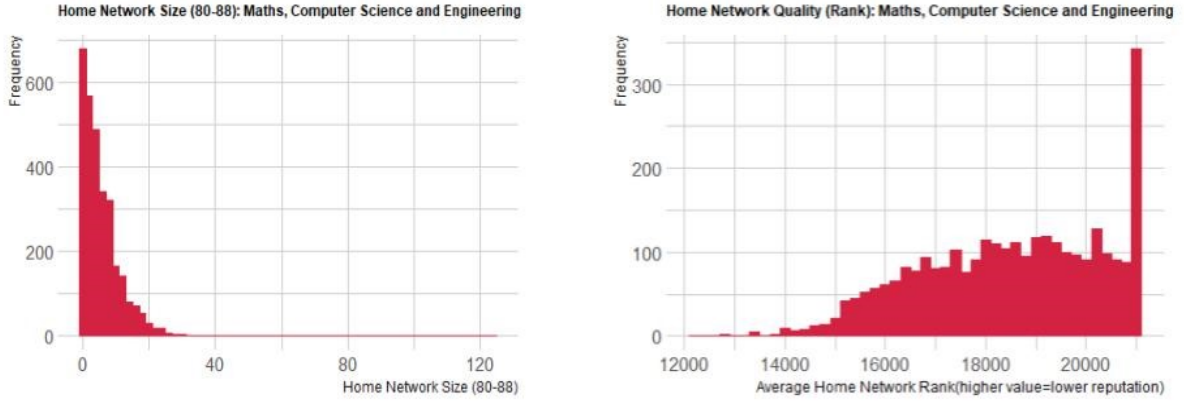 Home Network Size (80-88): Maths, Computer Science and Engineering
Frequency
600
400
200
0
0 40 80 120
Home Network Size (80-88)
Home Network Quality (Rank): Maths, Computer Science and Engineering
Frequency
300
200
100
0
12000 14000 16000 18000 20000
Average Home Network Rank(higher value=lower reputation)